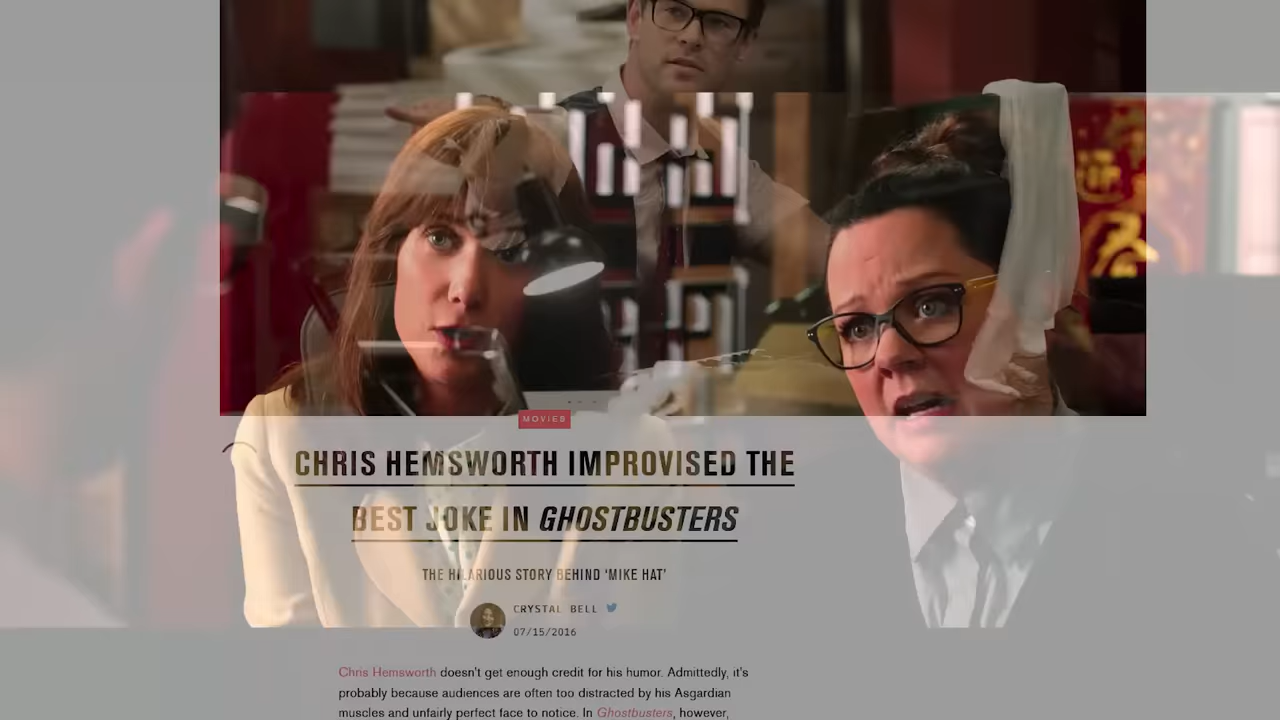 MOVIES
CHRIS HEMSWORTH IMPROVISED THE
BEST JOKE IN GHOSTBUSTERS
THE HILARIOUS STORY BEHIND ‘MIKE HAT’
CRYSTAL BELL
07/15/2016
Chris Hemsworth doesn't get enough credit for his humor. Admittedly, it's
probably because audiences are often too distracted by his Asgardian
muscles and unfairly perfect face to notice. In Ghostbusters, however,